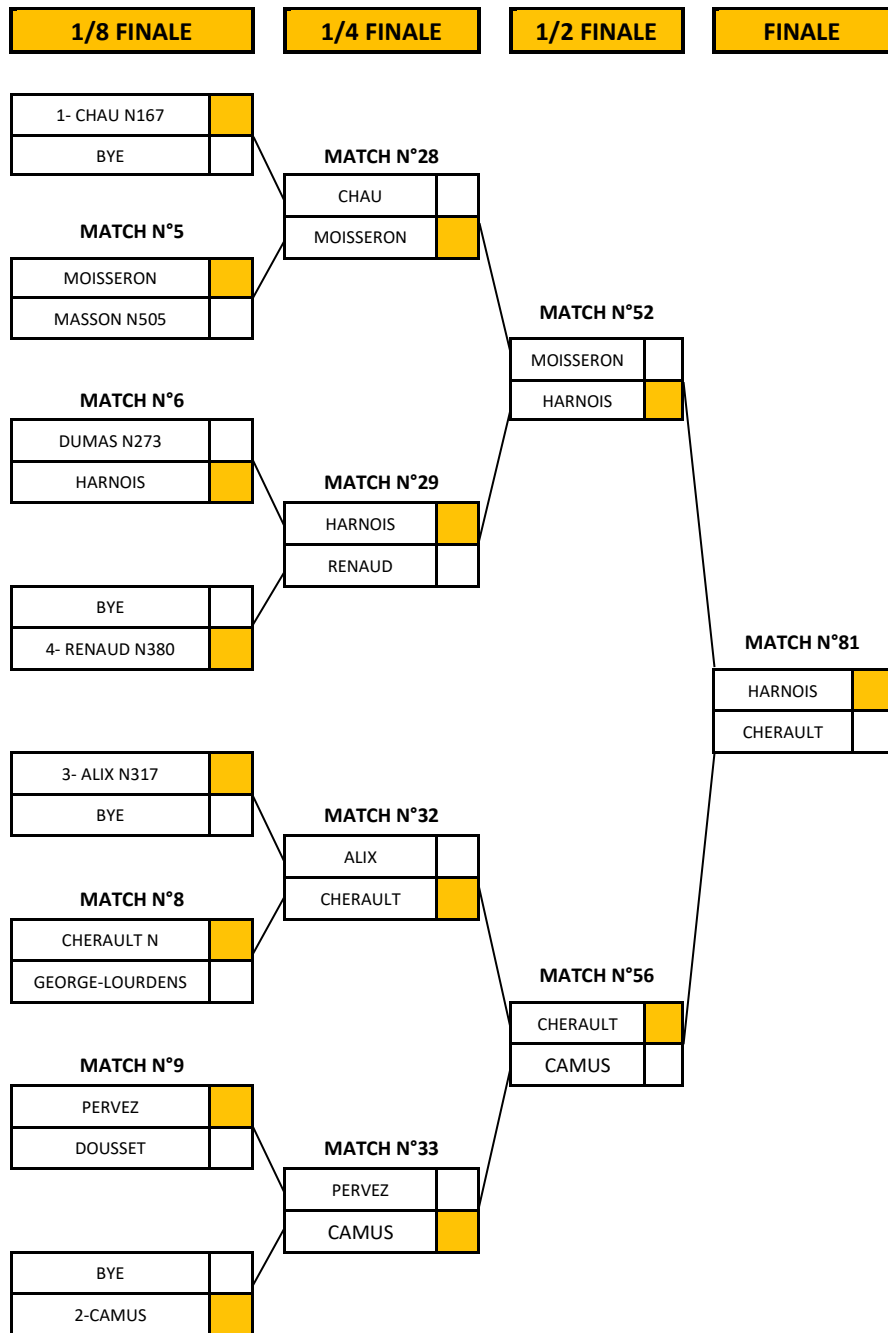 1/8 FINALE
1/4 FINALE
1/2 FINALE
FINALE
1- CHAU N167
BYE
MATCH N°5
MOISSERON
MASSON N505
MATCH N°6
DUMAS N273
HARNOIS
BYE
4- RENAUD N380
3- ALIX N317
BYE
MATCH N°8
CHERAULT N
GEORGE-LOURDENS
MATCH N°9
PERVEZ
DOUSSET
BYE
2-CAMUS
MATCH N°28
CHAU
MOISSERON
MATCH N°29
HARNOIS
RENAUD
MATCH N°32
ALIX
CHERAULT
MATCH N°33
PERVEZ
CAMUS
MATCH N°52
MOISSERON
HARNOIS
MATCH N°56
CHERAULT
CAMUS
MATCH N°81
HARNOIS
CHERAULT